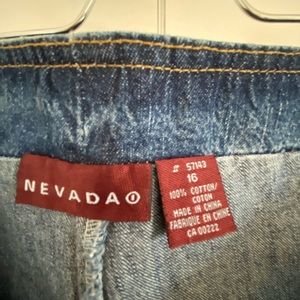 NEVADA
57143
16
100% COTTON/
COTON
MADE IN CHINA
FABRIQUE EN CHINE
CA 00222